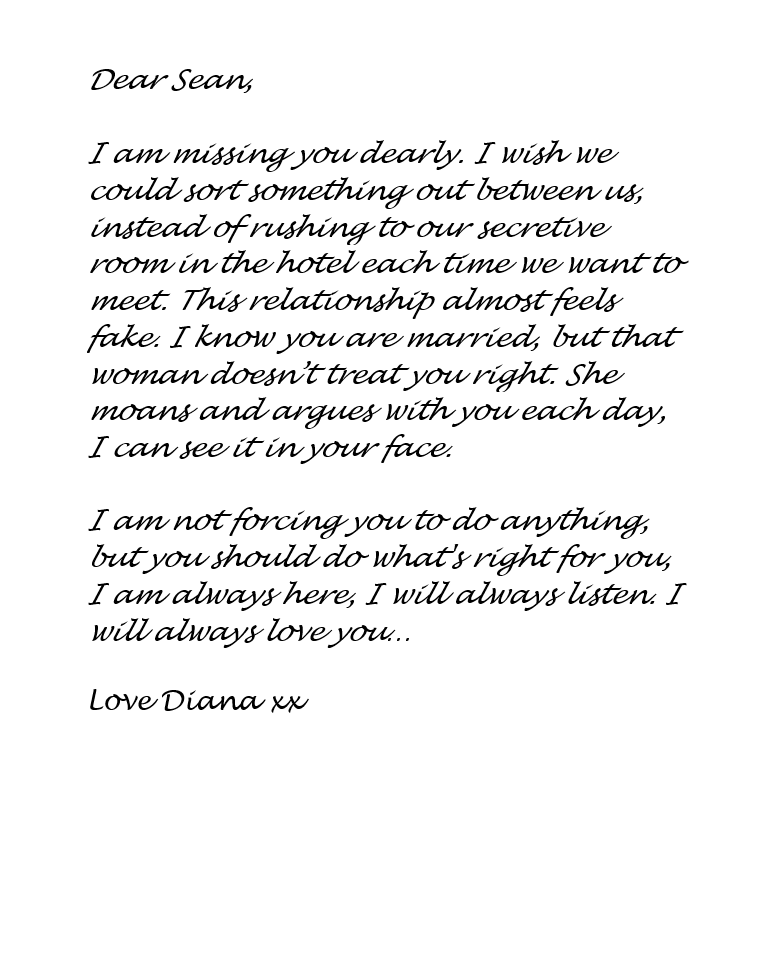 Dear Sean,
I am missing you dearly. I wish we
could sort something out between us,
instead of rushing to our secretive
room in the hotel each time we want to
meet. This relationship almost feels
fake. I know you are married, but that
woman doesn’t treat you right. She
moans and argues with you each day,
I can see it in your face.
I am not forcing you to do anything,
but you should do what's right for you,
I am always here, I will always listen. I
will always love you...
Love Diana xx